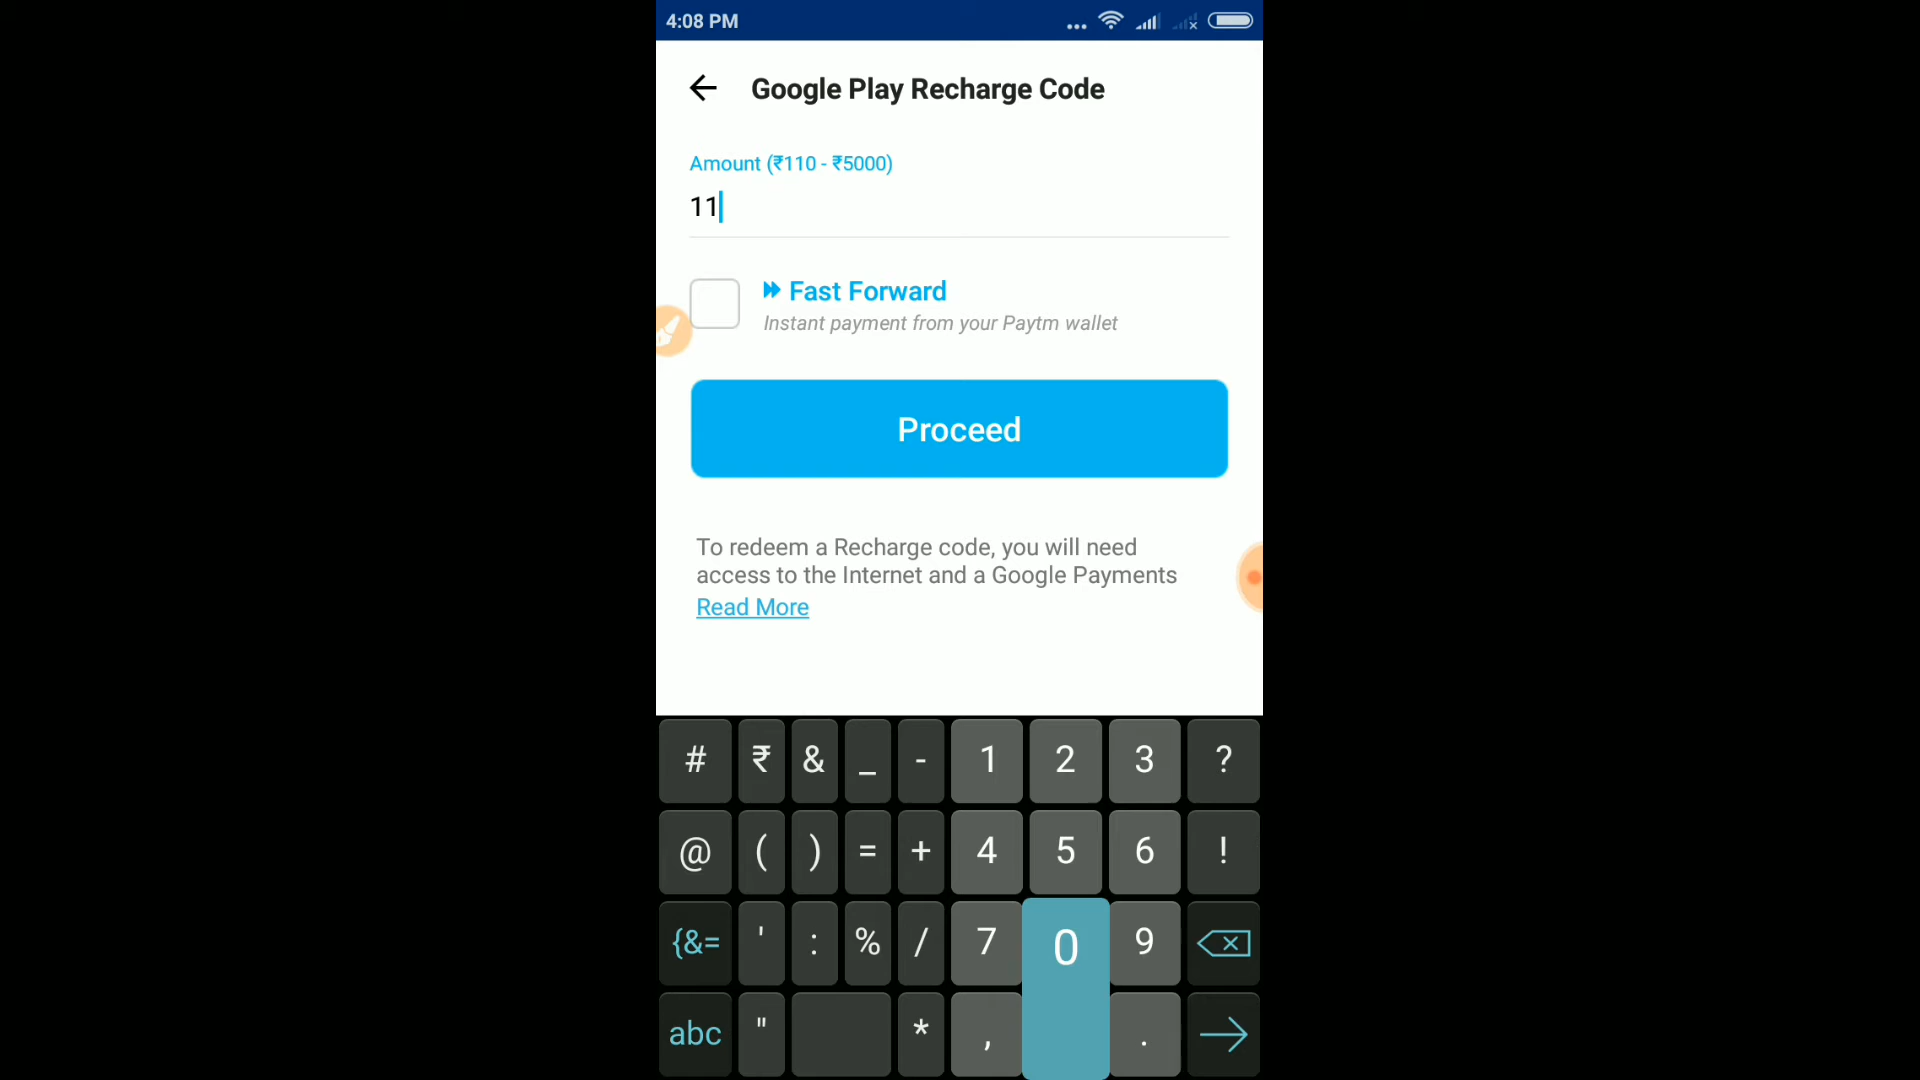 4:08 PM
Google Play Recharge Code
Amount (₹110 - ₹5000)
11
Fast Forward
Instant payment from your Paytm wallet
Proceed
To redeem a Recharge code, you will need
access to the Internet and a Google Payments
Read More
# ₹ & _ - 1 2 3 ?
@ ( ) = + 4 5 6 !
{&= ' : % / 7 0 9
abc " * , .